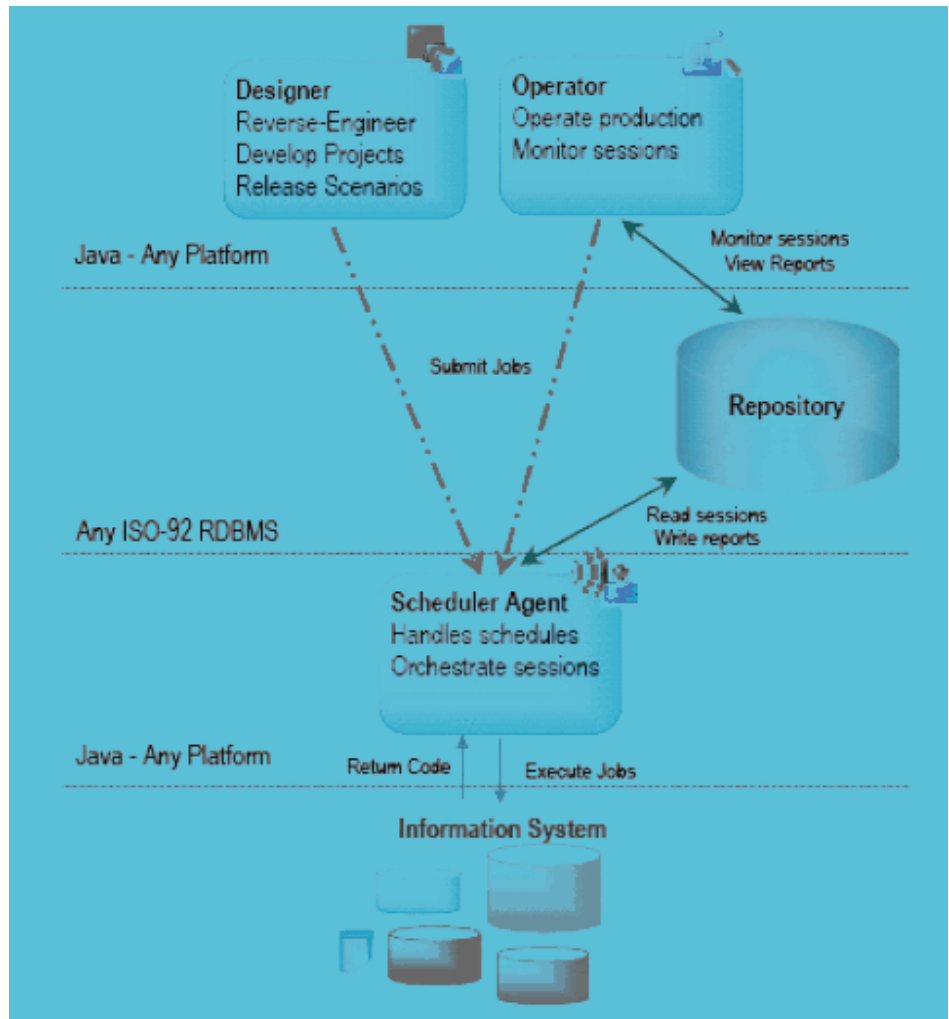 Designer
Reverse-Engineer
Develop Projects
Release Scenarios
Operator
Operate production
Monitor sessions
Java - Any Platform
Monitor sessions
View Reports
Submit Jobs
Repository
Any ISO-92 RDBMS
Read sessions
Write reports
Scheduler Agent
Handles schedules
Orchestrate sessions
Java - Any Platform
Return Code
Execute Jobs
Information System